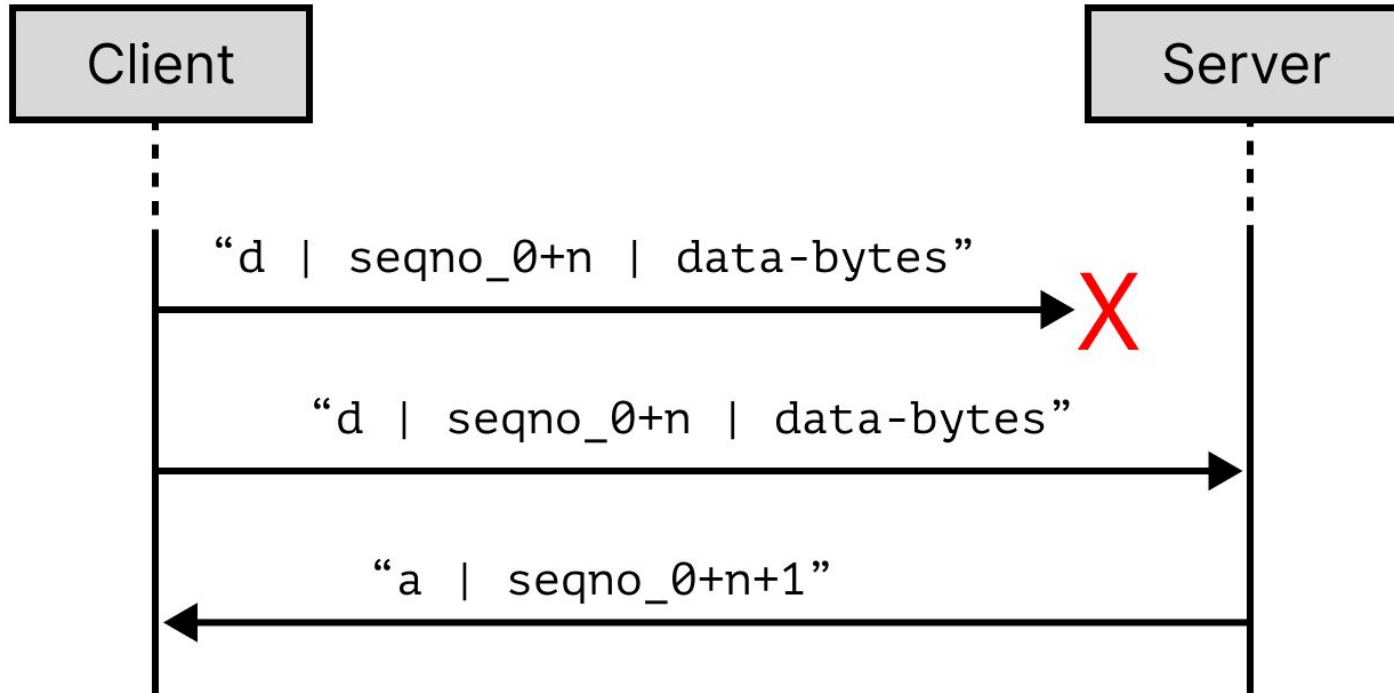 Client
Server
“d | seqno_0+n | data-bytes”
X
“d | seqno_0+n | data-bytes”
“a | seqno_0+n+1”